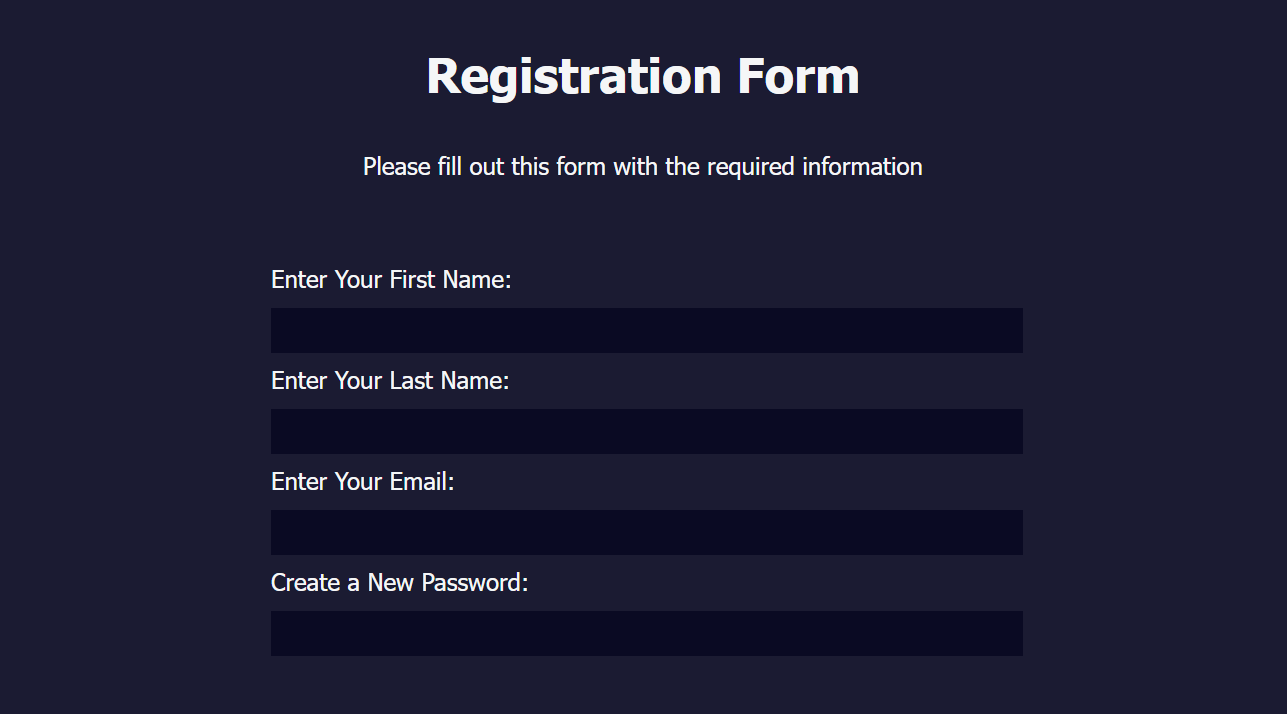 Registration Form
Please fill out this form with the required information
Enter Your First Name:
Enter Your Last Name:
Enter Your Email:
Create a New Password: